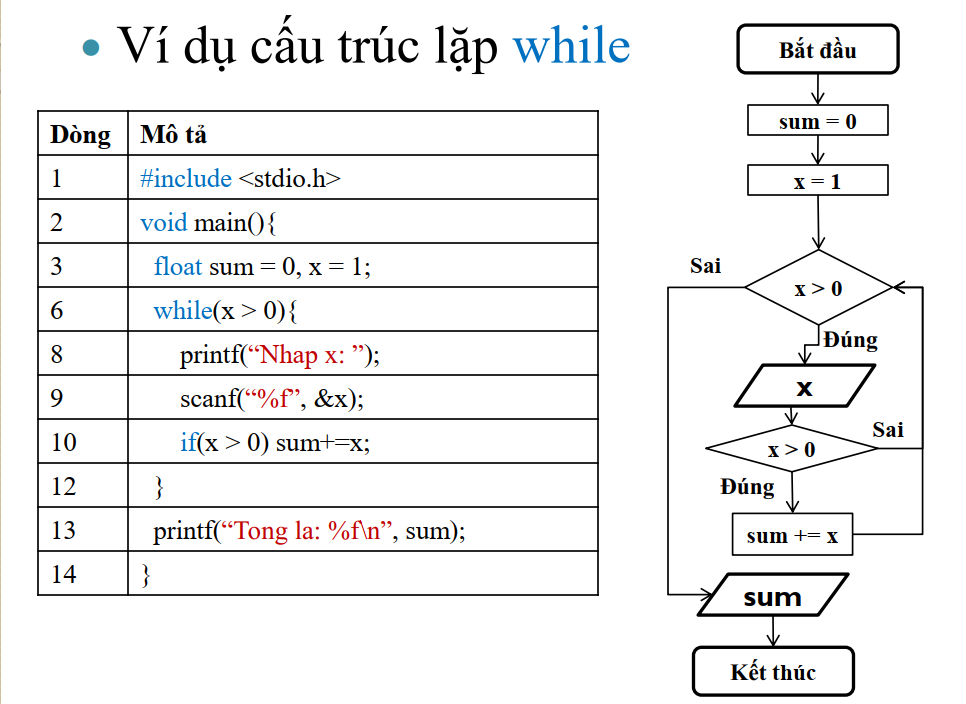 • Ví dụ cấu trúc lặp while
Dòng Mô tả
1 #include <stdio.h>
2 void main(){
3 float sum = 0, x = 1;
6 while(x > 0){
8 printf(“Nhap x: ”);
9 scanf(“%f”, &x);
10 if(x > 0) sum+=x;
12 }
13 printf(“Tong la: %f\n”, sum);
14 }
Bắt đầu
sum = 0
x = 1
Sai
x > 0
Đúng
x
Sai
x > 0
Đúng
sum += x
sum
Kết thúc